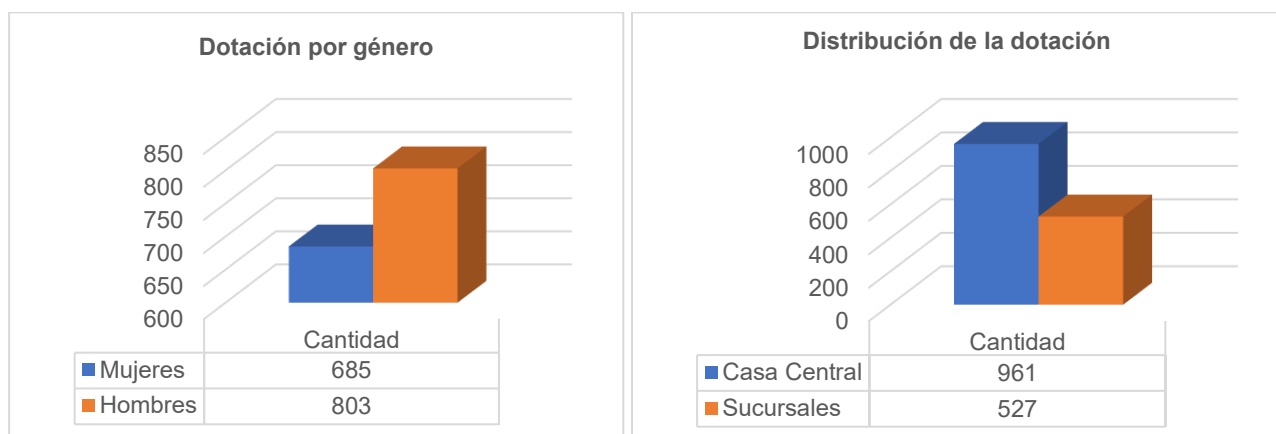 Dotación por género
850
800
750
700
650
600
Cantidad
Mujeres 685
Hombres 803
Distribución de la dotación
1000
800
600
400
200
0
Cantidad
Casa Central 961
Sucursales 527